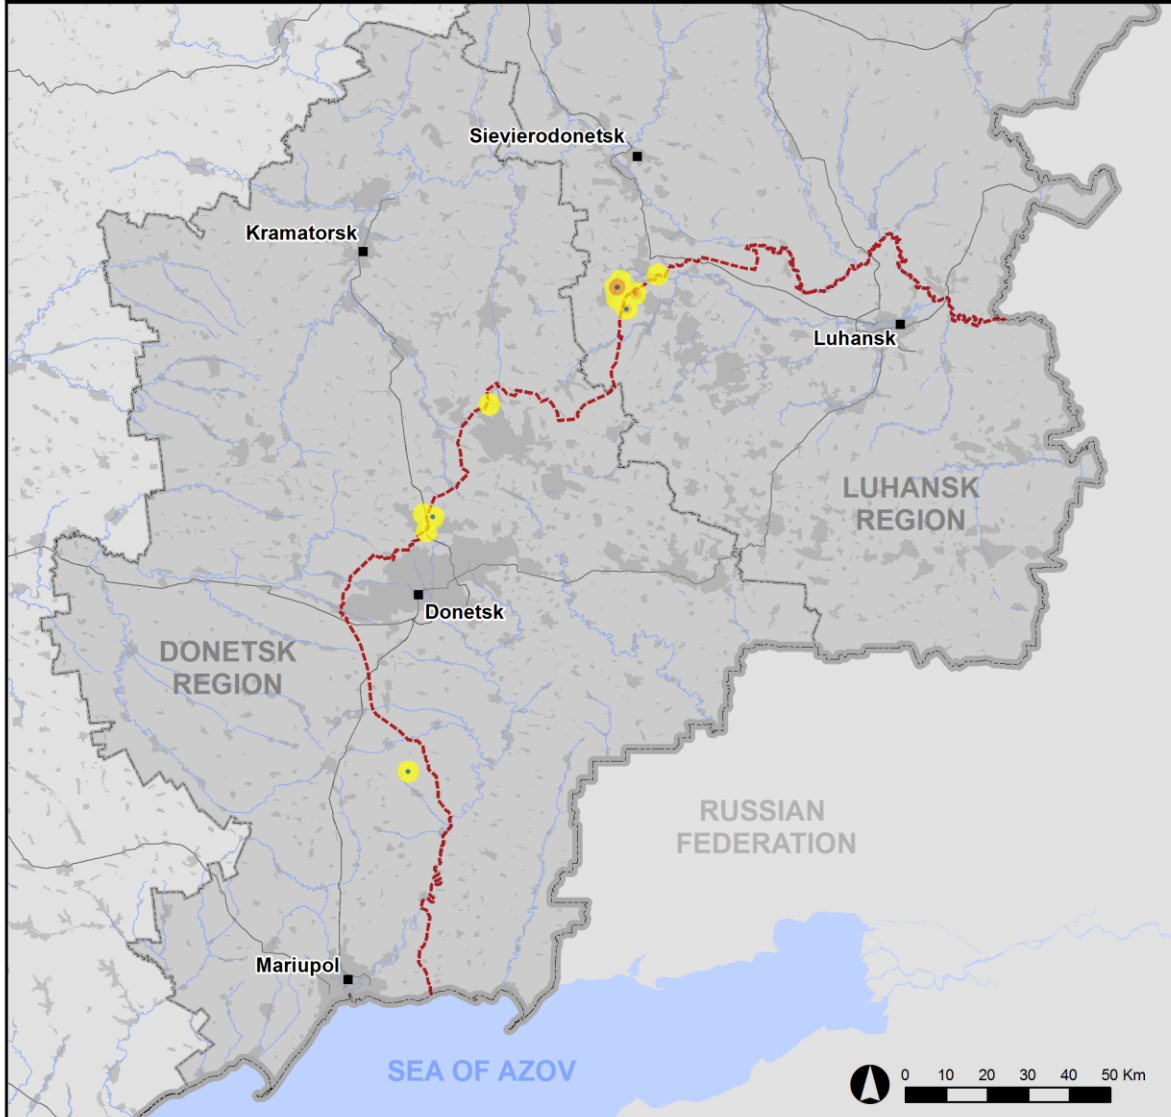 Sievierodonetsk
Kramatorsk
Luhansk
LUHANSK
REGION
Donetsk
DONETSK
REGION
RUSSIAN
FEDERATION
Mariupol
SEA OF AZOV
0 10 20 30 40 50 Km